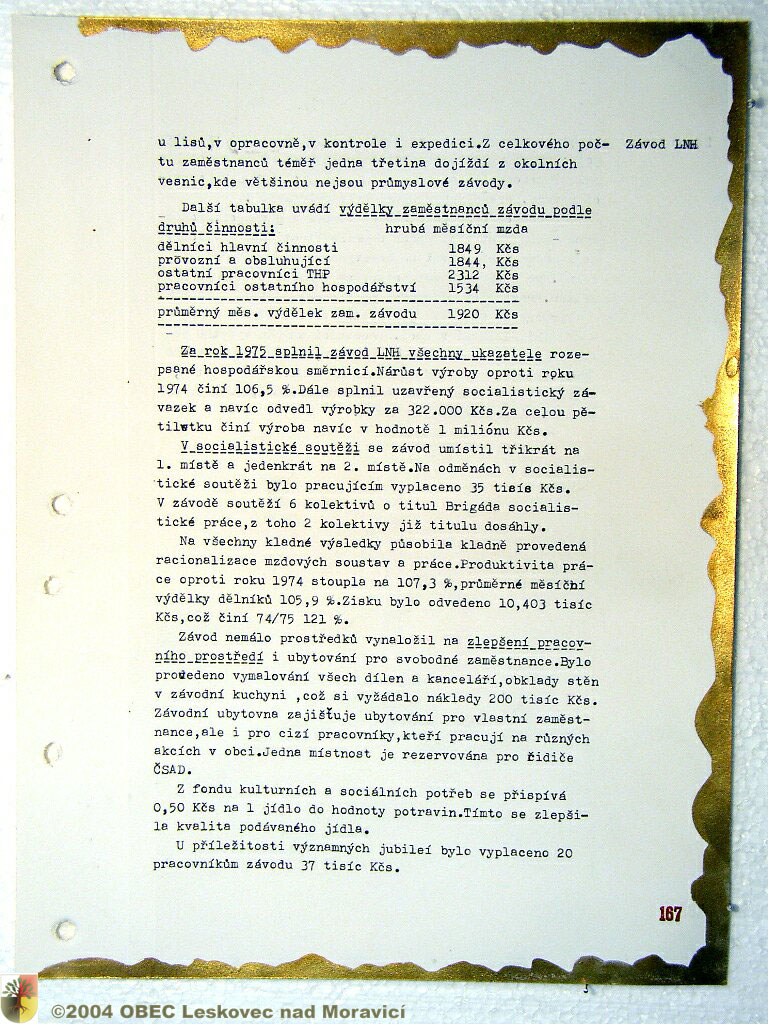 u lisů,v opracovně,v kontrole i expedici.Z celkového poč- Závod LNH
tu zaměstnanců téměř jedna třetina dojíždí z okolních
vesnic,kde většinou nejsou průmyslové závody.
Další tabulka uvádí výdělky zaměstnanců závodu podle
druhů činnosti: hrubá měsíční mzda
dělníci hlavní činnosti 1849 Kčs
provozní a obsluhující 1844, Kčs
ostatní pracovníci THP 2312 Kčs
pracovníci ostatního hospodářství 1534 Kčs
průměrný měs. výdělek zam. závodu 1920 Kčs
Za rok 1975 splnil závod LNH všechny ukazatele roze-
psané hospodářskou směrnicí.Nárůst výroby oproti roku
1974 činí 106,5 %.Dále splnil uzavřený socialistický zá-
vazek a navíc odvedl výrobky za 322.000 Kčs.Za celou pě-
tiletku činí výroba navíc v hodnotě 1 miliónu Kčs.
V socialistické soutěži se závod umístil třikrát na
1. místě a jedenkrát na 2. místě.Na odměnách v socialis-
tické soutěži bylo pracujícím vyplaceno 35 tisís Kčs.
V závodě soutěží 6 kolektivů o titul Brigáda socialis-
tické práce,z toho 2 kolektivy již titulu dosáhly.
Na všechny kladné výsledky působila kladně provedená
racionalizace mzdových soustav a práce.Produktivita prá-
ce oproti roku 1974 stoupla na 107,3 %,průměrné měsíční
výdělky dělníků 105,9 %.Zisku bylo odvedeno 10,403 tisíc
Kčs,což činí 74/75 121 %.
Závod nemálo prostředků vynaložil na zlepšení pracov-
ního prostředí i ubytování pro svobodné zaměstnance.Bylo
provedeno vymalování všech dílen a kanceláří,obklady stěn
v závodní kuchyni ,což si vyžádalo náklady 200 tisíc Kčs.
Závodní ubytovna zajišťuje ubytování pro vlastní zaměst-
nance,ale i pro cizí pracovníky,kteří pracují na různých
akcích v obci.Jedna místnost je rezervována pro řidiče
ČSAD.
Z fondu kulturních a sociálních potřeb se přispívá
0,50 Kčs na 1 jídlo do hodnoty potravin.Tímto se zlepši-
la kvalita podávaného jídla.
U příležitosti významných jubileí bylo vyplaceno 20
pracovníkům závodu 37 tisíc Kčs.
167
©2004 OBEC Leskovec nad Moravicí